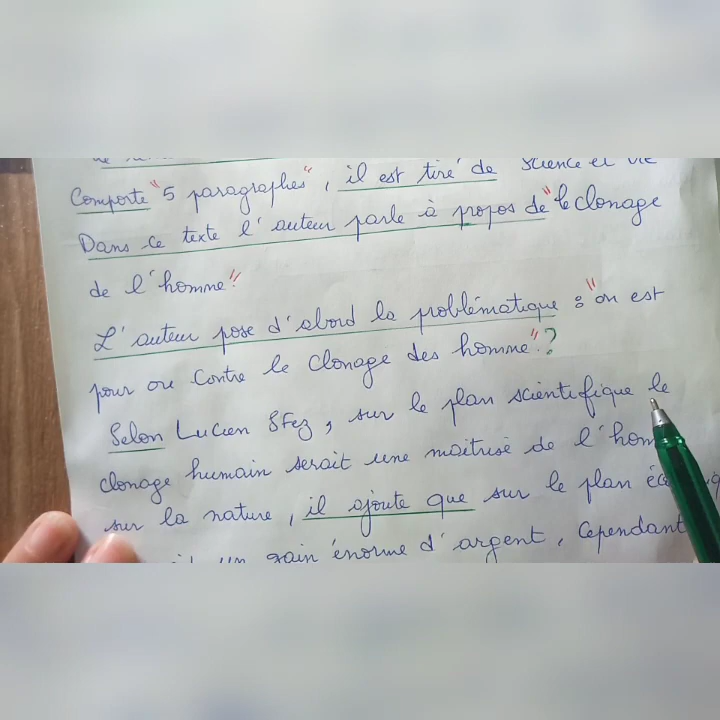 Comporte "5 paragraphes", il est tiré de science et vie
Dans ce texte l'auteur parle à propos de "le clonage
de l'homme"
L'auteur pose d'abord la problématique : "on est
pour ou contre le clonage des homme"?
Selon Lucien Sfez, sur le plan scientifique le
clonage humain serait une maitrise de l'hom
sur la nature, il ajoute que sur le plan
un gain énorme d'argent, cependant